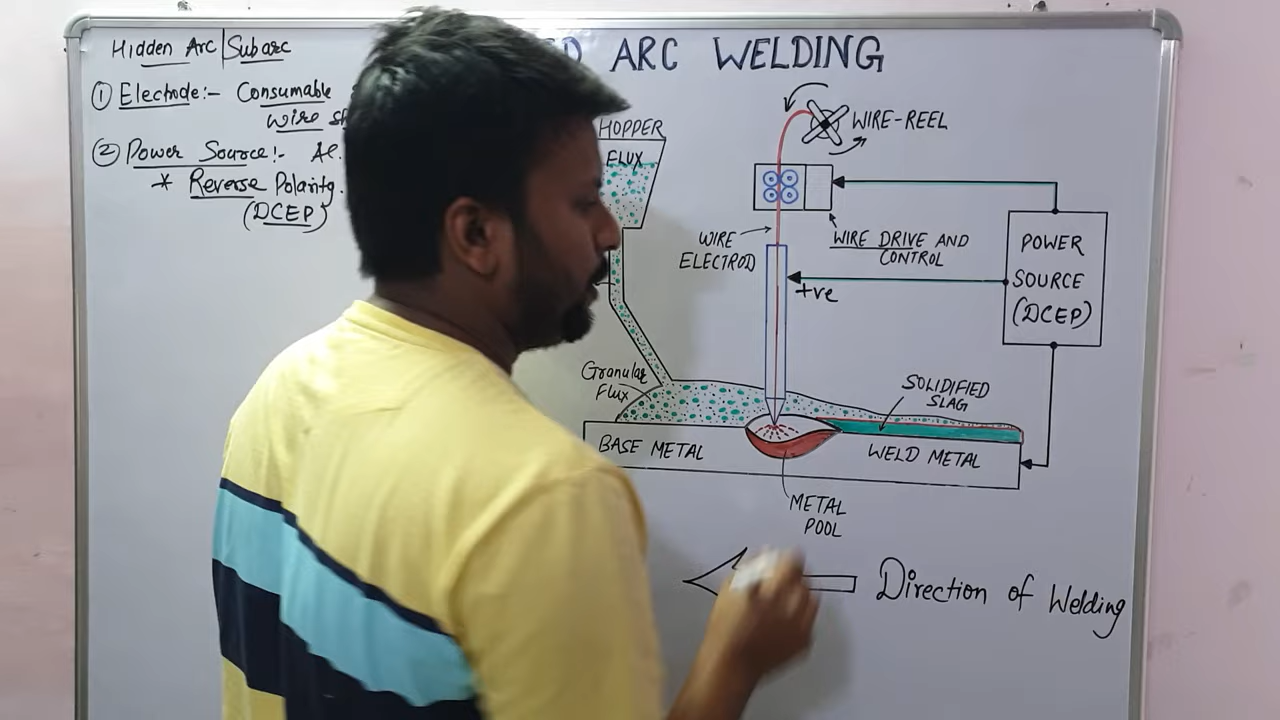 Hidden Arc | Subarc
ARC WELDING
① Electode:- Consumable
wire
② Power Source:- AC.
* Reverse Polarity.
(DCEP)
HOPPER
FLUX
WIRE-REEL
WIRE
ELECTROD
WIRE DRIVE AND
CONTROL
POWER
SOURCE
(DCEP)
+ve
Granular
Flux
SOLIDIFIED
SLAG
BASE METAL
WELD METAL
METAL
POOL
Direction of Welding